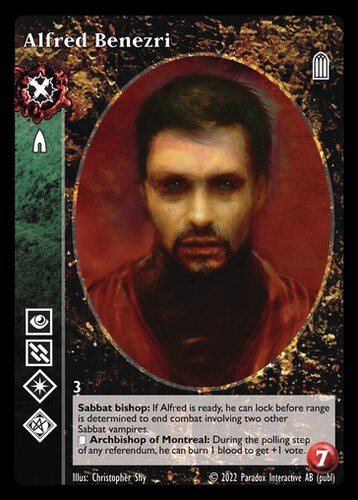 Alfred Benezri
3
Sabbat bishop: If Alfred is ready, he can lock before range
is determined to end combat involving two other
Sabbat vampires.
Archbishop of Montreal: During the polling step
of any referendum, he can burn 1 blood to get +1 vote.
7
Illus: Christopher Shy © 2022 Paradox Interactive AB (publ)